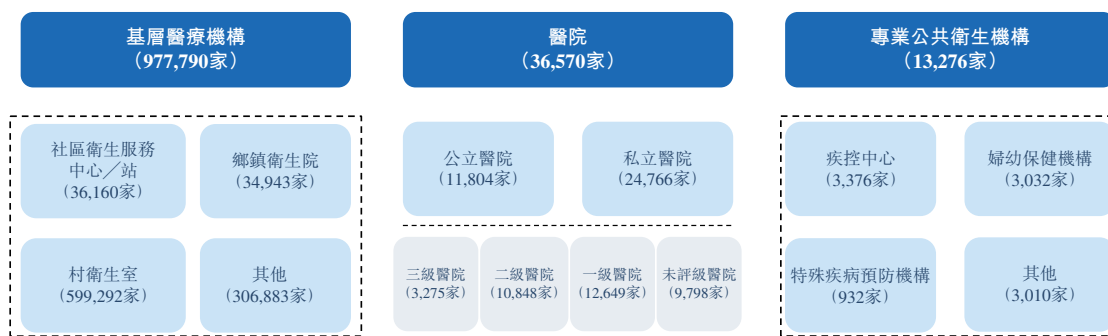 基層醫療機構
（977,790家）
醫院
（36,570家）
專業公共衛生機構
（13,276家）
社區衛生服務
中心／站
（36,160家）
鄉鎮衛生院
（34,943家）
村衛生室
（599,292家）
其他
（306,883家）
公立醫院
（11,804家）
私立醫院
（24,766家）
三級醫院
（3,275家）
二級醫院
（10,848家）
一級醫院
（12,649家）
未評級醫院
（9,798家）
疾控中心
（3,376家）
婦幼保健機構
（3,032家）
特殊疾病預防機構
（932家）
其他
（3,010家）